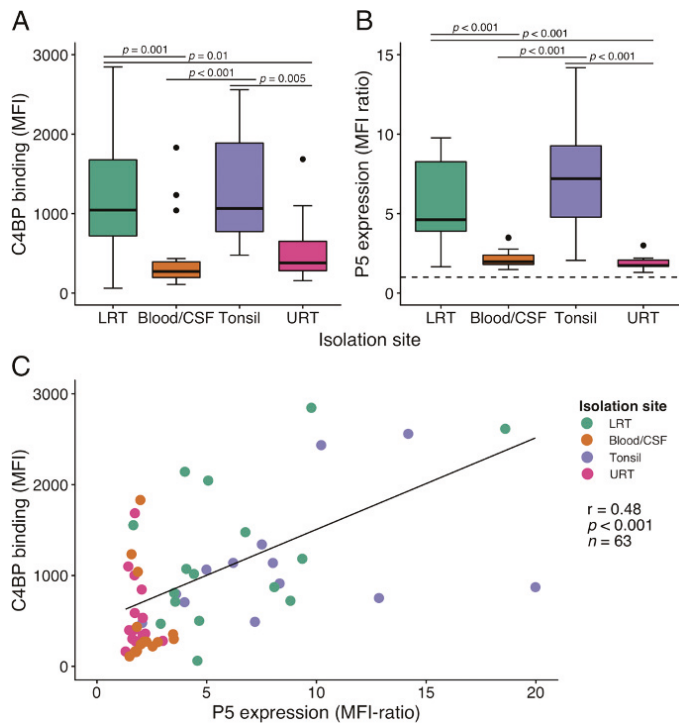 A
B
p = 0.001
p = 0.01
p < 0.001
p = 0.005
C4BP binding (MFI)
3000
2000
1000
0
LRT Blood/CSF Tonsil URT
p < 0.001
p < 0.001
p < 0.001
p < 0.001
P5 expression (MFI ratio)
15
10
5
0
LRT Blood/CSF Tonsil URT
Isolation site
C
C4BP binding (MFI)
3000
2000
1000
0
0 5 10 15 20
P5 expression (MFI-ratio)
Isolation site
LRT
Blood/CSF
Tonsil
URT
r = 0.48
p < 0.001
n = 63